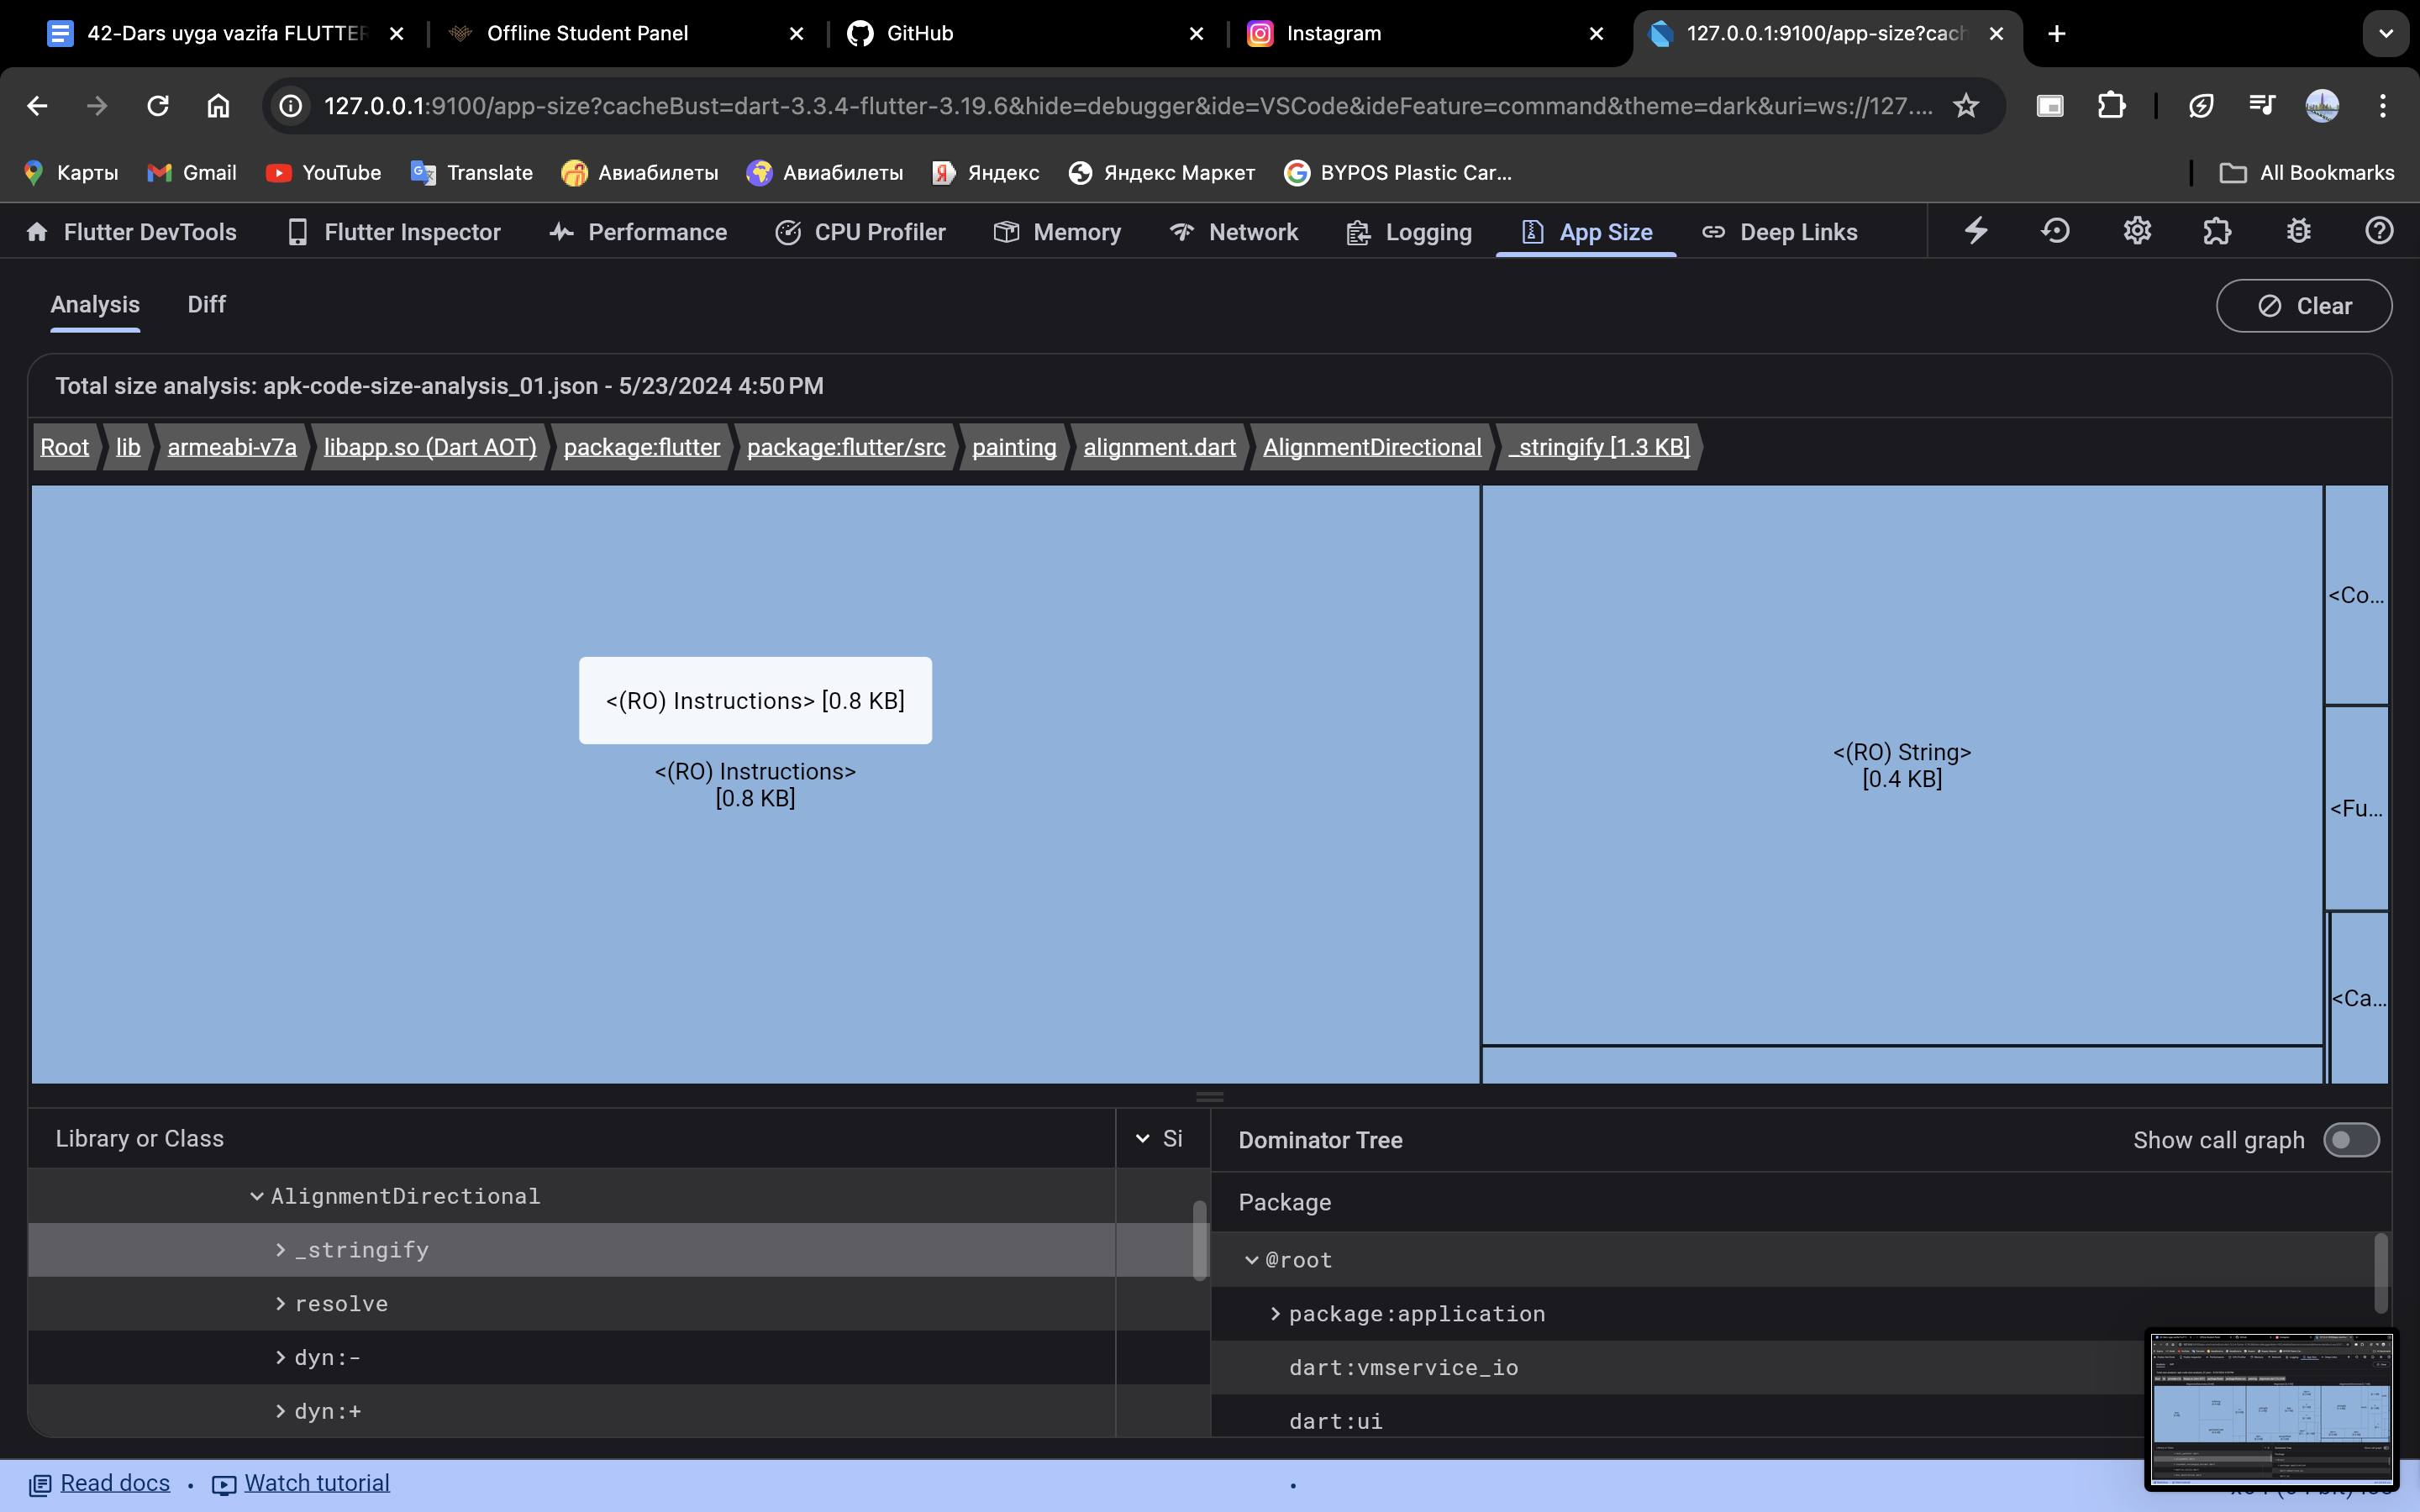 42-Dars uyga vazifa FLUTTER
Offline Student Panel
GitHub
Instagram
127.0.0.1:9100/app-size?cach
127.0.0.1:9100/app-size?cacheBust=dart-3.3.4-flutter-3.19.6&hide=debugger&ide=VSCode&ideFeature=command&theme=dark&uri=ws://127....
Карты
Gmail
YouTube
Translate
Авиабилеты
Авиабилеты
Яндекс
Яндекс Маркет
BYPOS Plastic Car...
All Bookmarks
Flutter DevTools
Flutter Inspector
Performance
CPU Profiler
Memory
Network
Logging
App Size
Deep Links
Analysis
Diff
Clear
Total size analysis: apk-code-size-analysis_01.json - 5/23/2024 4:50 PM
Root
lib
armeabi-v7a
libapp.so (Dart AOT)
package:flutter
package:flutter/src
painting
alignment.dart
AlignmentDirectional
_stringify [1.3 KB]
<(RO) Instructions> [0.8 KB]
<(RO) Instructions>
[0.8 KB]
<(RO) String>
[0.4 KB]
<Co...
<Fu...
<Ca...
Library or Class
Si
AlignmentDirectional
_stringify
resolve
dyn:-
dyn:+
Dominator Tree
Show call graph
Package
@root
package:application
dart:vmservice_io
dart:ui
Read docs
•
Watch tutorial
•